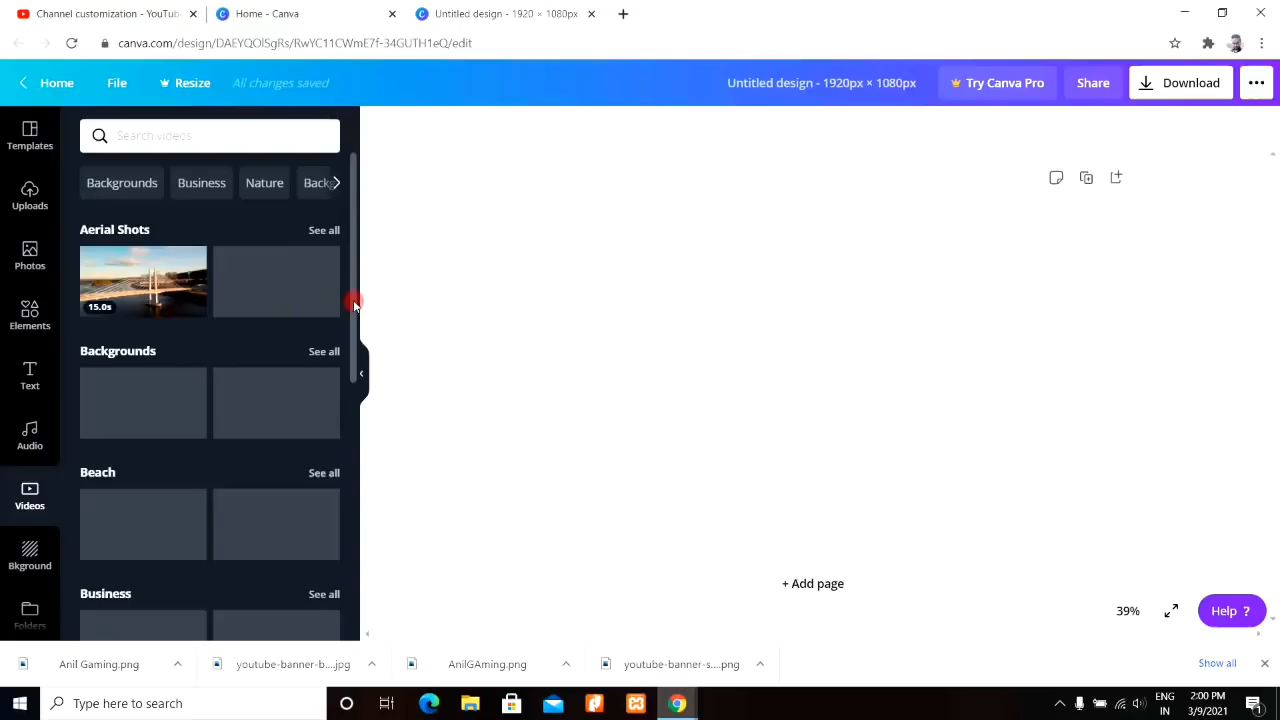 Channel customization - YouTub
Home - Canva
Untitled design - 1920 × 1080px
canva.com/design/DAEYQOlSgRs/RwYC11CWmE7f-34GUTH1eQ/edit
Home
File
Resize
All changes saved
Untitled design - 1920px × 1080px
Try Canva Pro
Share
Download
Templates
Uploads
Photos
Elements
Text
Audio
Videos
Bkground
Folders
Search videos
Backgrounds
Business
Nature
Backg
Aerial Shots
See all
15.0s
Backgrounds
See all
Beach
See all
Business
See all
+ Add page
39%
Help ?
Anil Gaming.png
youtube-banner-b....jpg
AnilGAming.png
youtube-banner-s....png
Show all
Type here to search
ENG
IN
2:00 PM
3/9/2021
1